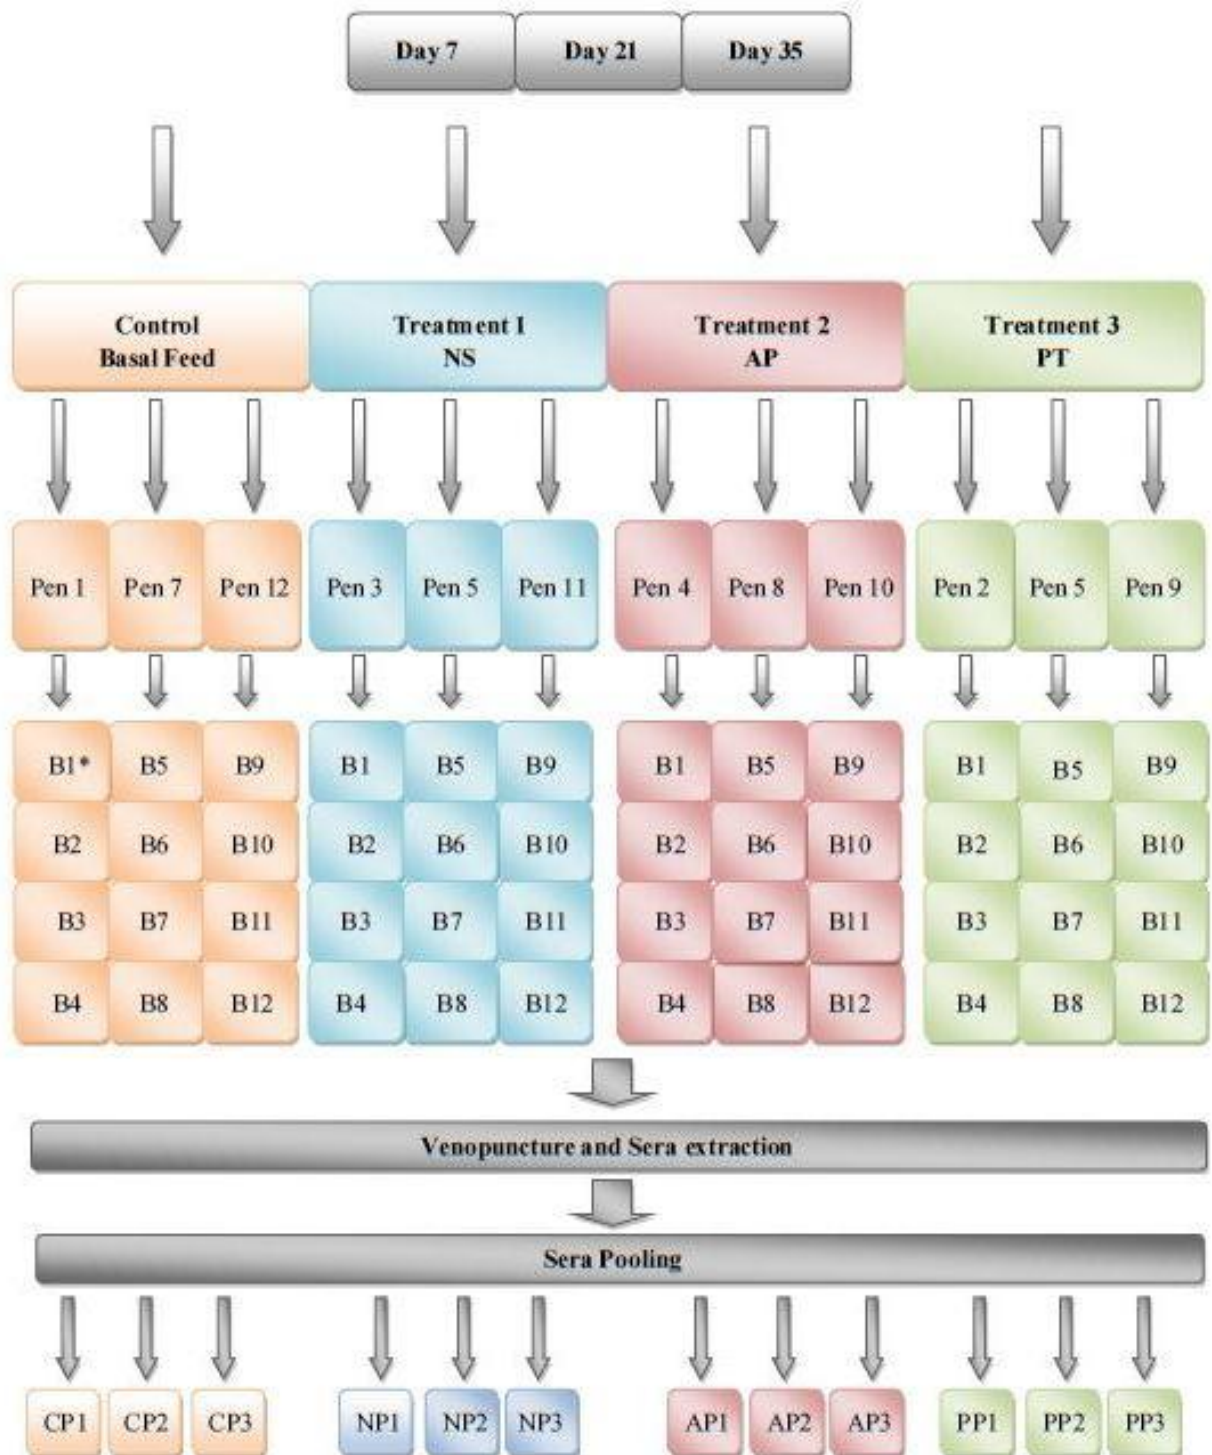 Day 7 Day 21 Day 35
Control Treatment 1 Treatment 2 Treatment 3
Basal Feed NS AP PT
Pen 1 Pen 7 Pen 12 Pen 3 Pen 5 Pen 11 Pen 4 Pen 8 Pen 10 Pen 2 Pen 5 Pen 9
B1* B5 B9 B1 B5 B9 B1 B5 B9 B1 B5 B9
B2 B6 B10 B2 B6 B10 B2 B6 B10 B2 B6 B10
B3 B7 B11 B3 B7 B11 B3 B7 B11 B3 B7 B11
B4 B8 B12 B4 B8 B12 B4 B8 B12 B4 B8 B12
Venopuncture and Sera extraction
Sera Pooling
CP1 CP2 CP3 NP1 NP2 NP3 AP1 AP2 AP3 PP1 PP2 PP3